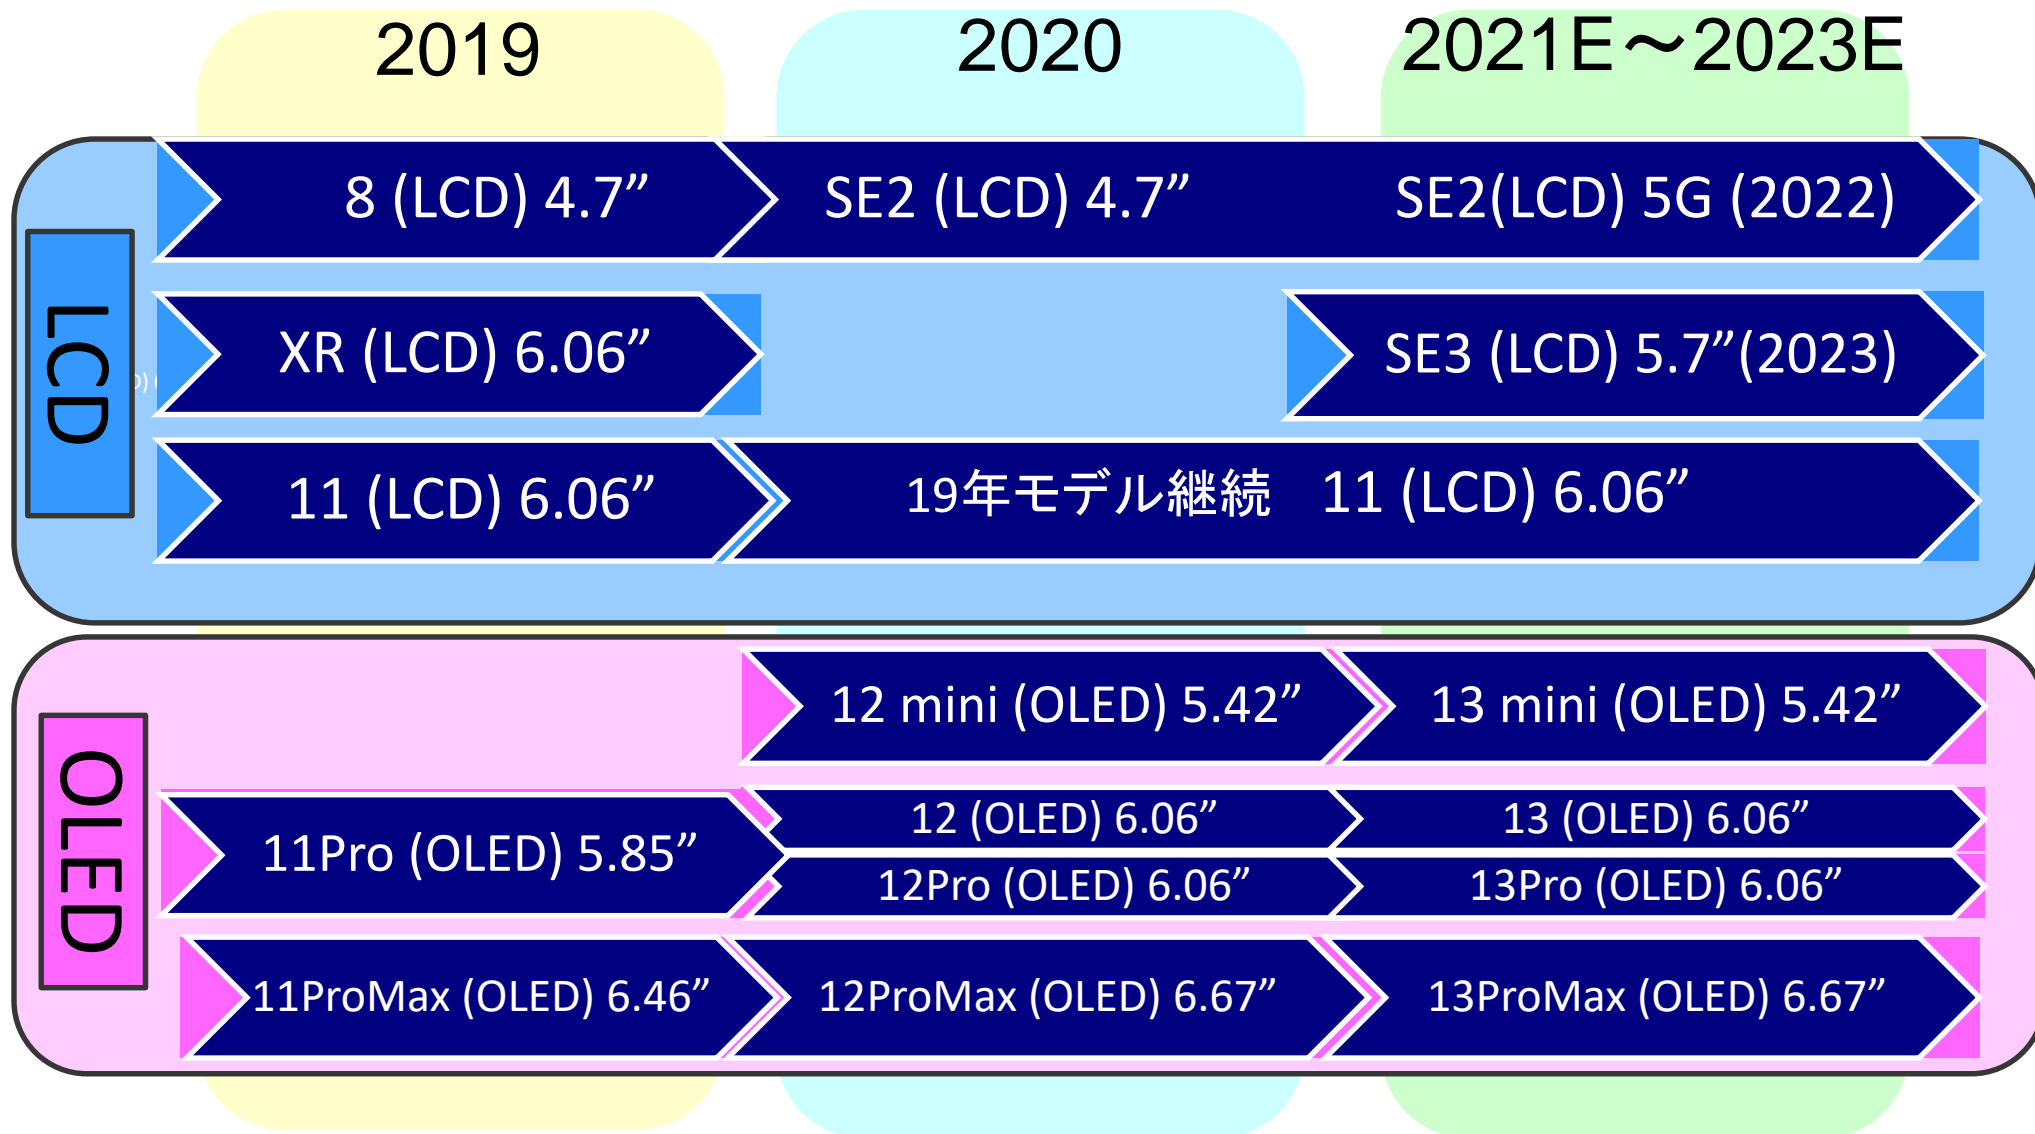 2019
2020
2021E～2023E
LCD
8 (LCD) 4.7”
SE2 (LCD) 4.7”
SE2(LCD) 5G (2022)
XR (LCD) 6.06”
SE3 (LCD) 5.7”(2023)
11 (LCD) 6.06”
19年モデル継続　11 (LCD) 6.06”
OLED
12 mini (OLED) 5.42”
13 mini (OLED) 5.42”
11Pro (OLED) 5.85”
12 (OLED) 6.06”
13 (OLED) 6.06”
12Pro (OLED) 6.06”
13Pro (OLED) 6.06”
11ProMax (OLED) 6.46”
12ProMax (OLED) 6.67”
13ProMax (OLED) 6.67”